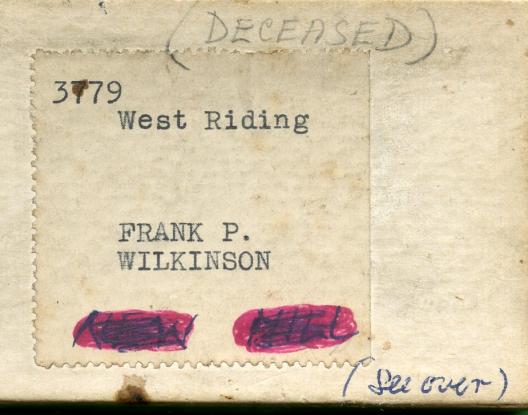 (DECEASED)
3779
West Riding
FRANK P.
WILKINSON
(See over)